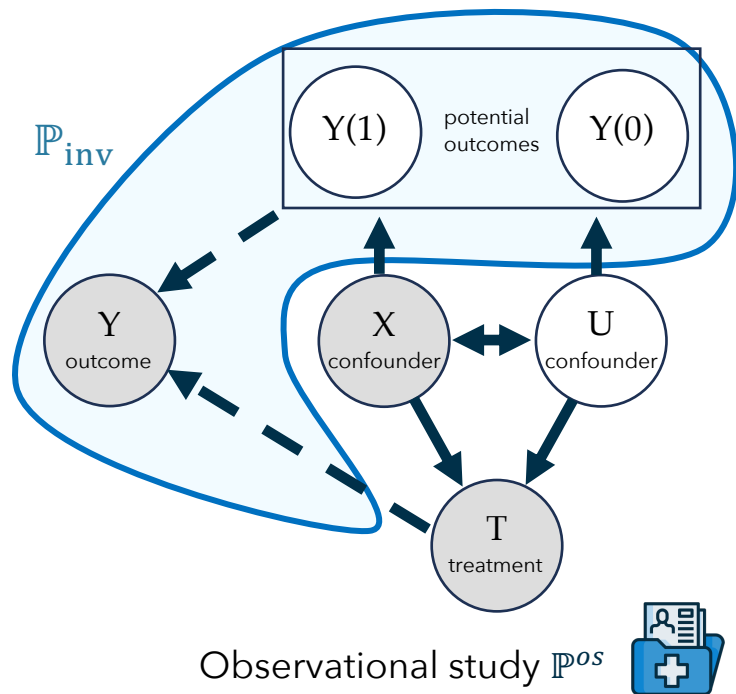 ℙinv
Y(1)
potential
outcomes
Y(0)
Y
outcome
X
confounder
U
confounder
T
treatment
Observational study ℙᵒˢ